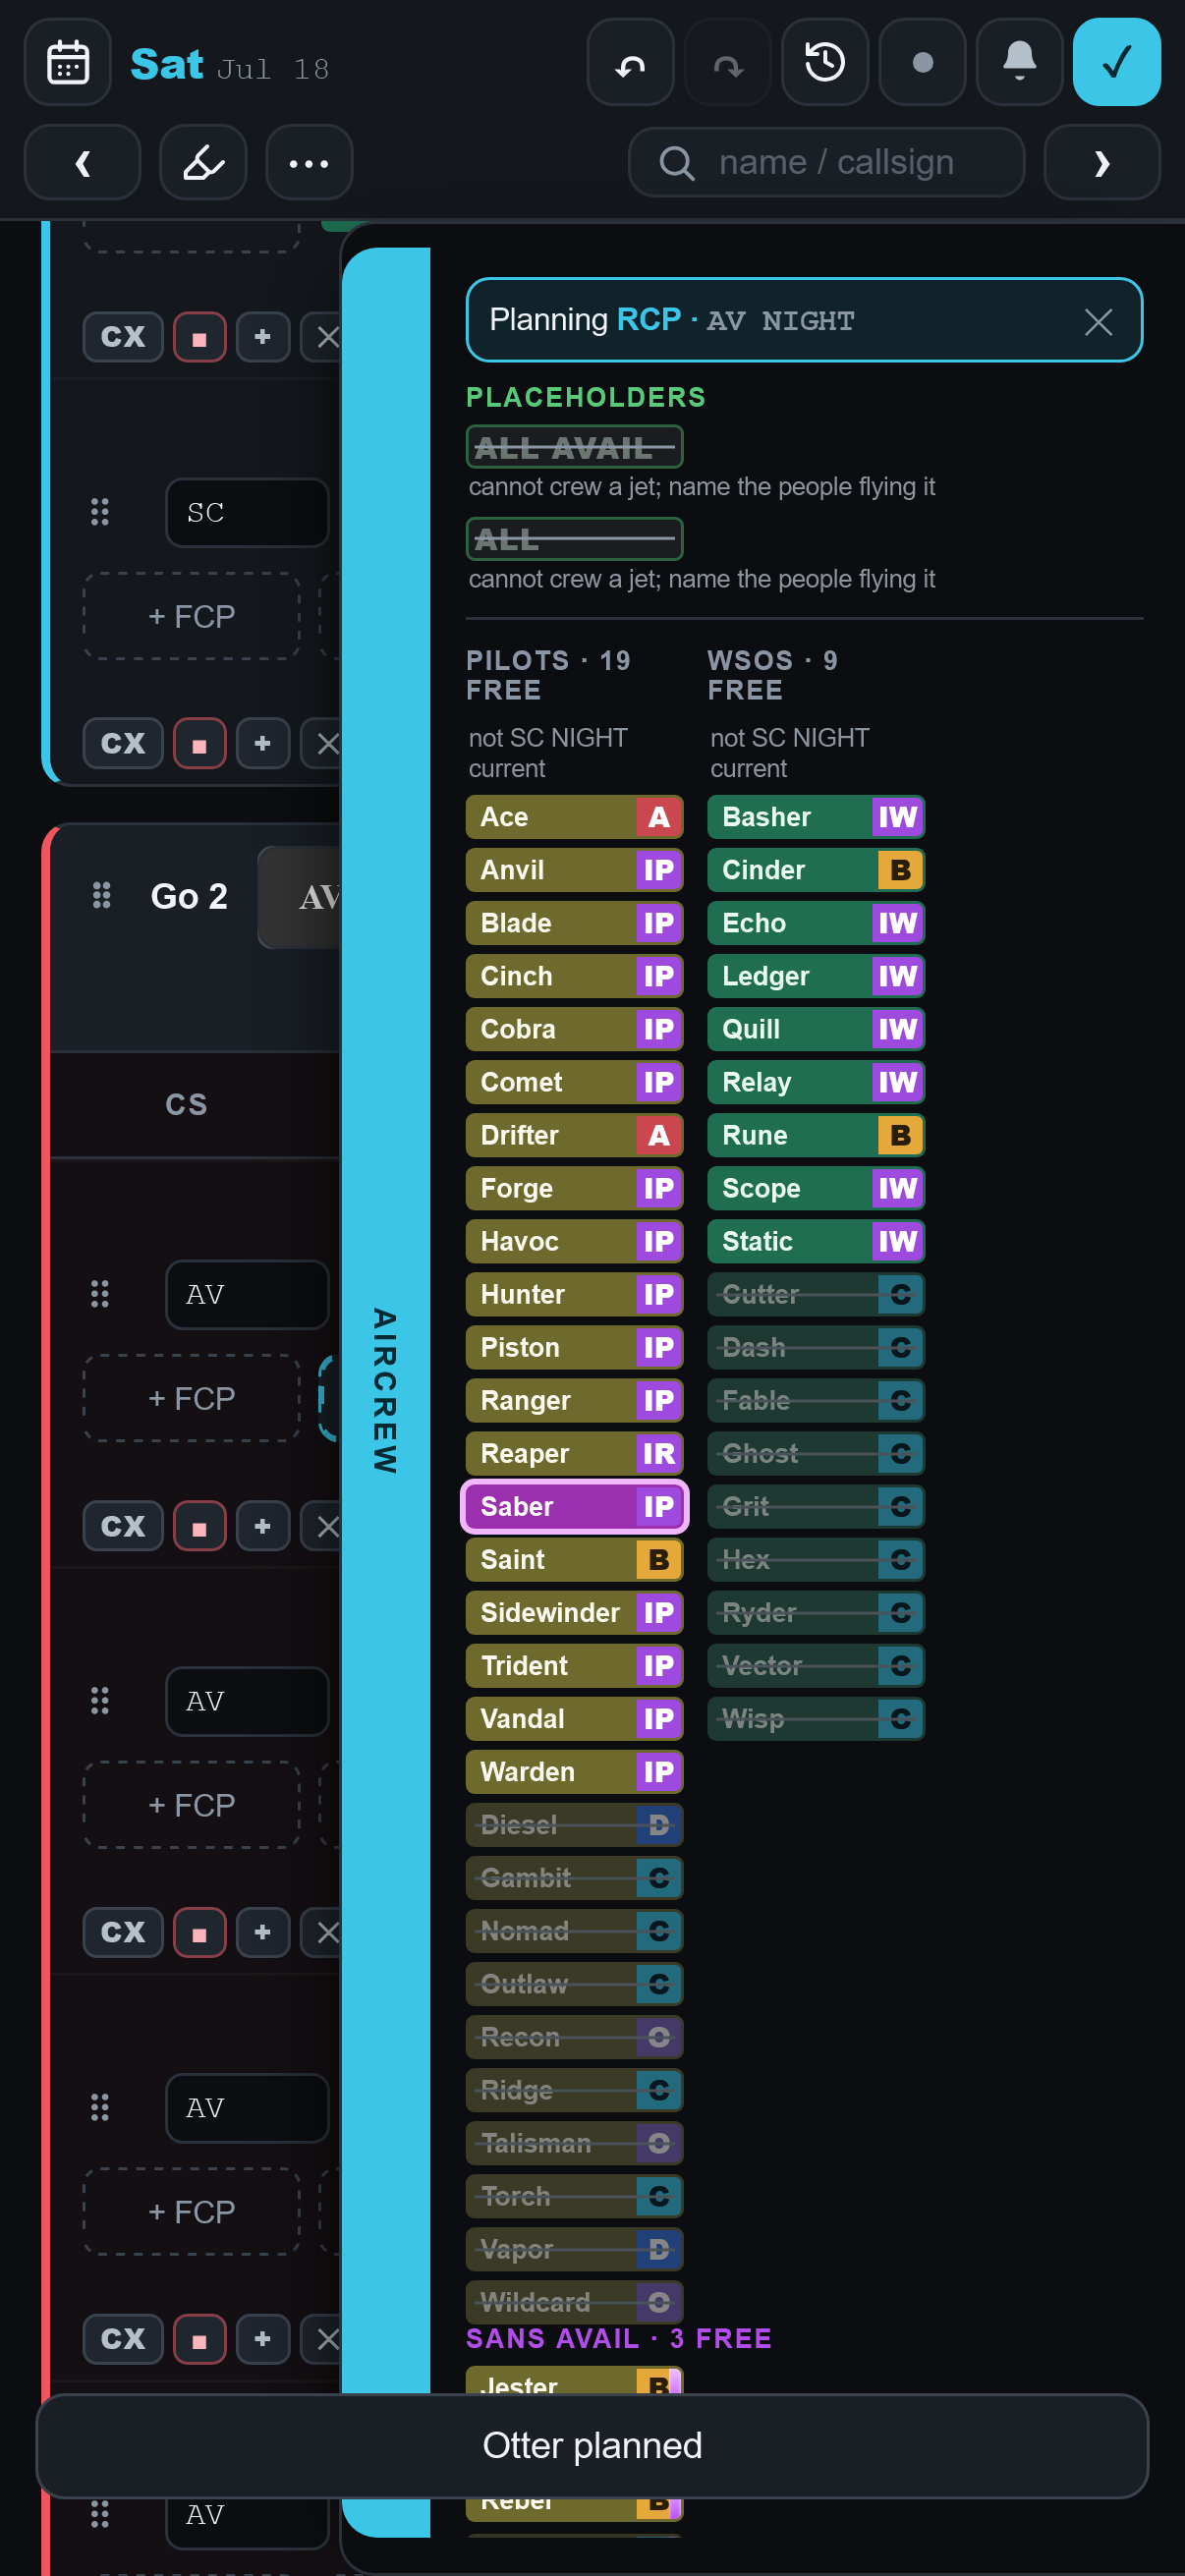 Sat Jul 18
name / callsign
Planning RCP · AV NIGHT
PLACEHOLDERS
ALL AVAIL
cannot crew a jet; name the people flying it
ALL
cannot crew a jet; name the people flying it
CX
SC
+ FCP
CX
Go 2
AV
CS
AV
+ FCP
CX
AV
+ FCP
CX
AV
+ FCP
CX
AV
AIRCREW
PILOTS · 19
FREE
not SC NIGHT
current
Ace A
Anvil IP
Blade IP
Cinch IP
Cobra IP
Comet IP
Drifter A
Forge IP
Havoc IP
Hunter IP
Piston IP
Ranger IP
Reaper IR
Saber IP
Saint B
Sidewinder IP
Trident IP
Vandal IP
Warden IP
Diesel D
Gambit C
Nomad C
Outlaw C
Recon O
Ridge C
Talisman O
Torch C
Vapor D
Wildcard O
WSOS · 9
FREE
not SC NIGHT
current
Basher IW
Cinder B
Echo IW
Ledger IW
Quill IW
Relay IW
Rune B
Scope IW
Static IW
Cutter C
Dash C
Fable C
Ghost C
Grit C
Hex C
Ryder C
Vector C
Wisp C
SANS AVAIL · 3 FREE
Jester B
Otter planned
Rebel B